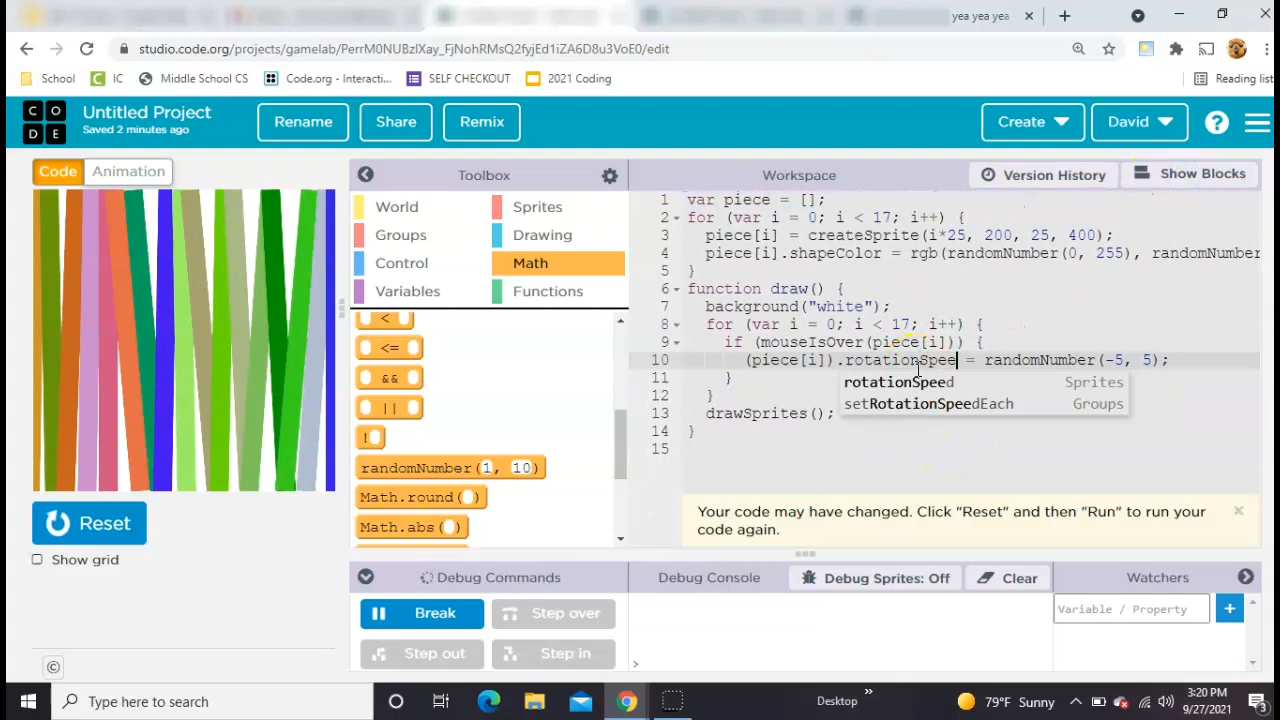 yea yea yea
studio.code.org/projects/gamelab/PerrM0NUBzlXay_FjNohRMsQ2fyjEd1iZA6D8u3VoE0/edit
School
IC
Middle School CS
Code.org - Interacti...
SELF CHECKOUT
2021 Coding
Reading list
C O D E
Untitled Project
Saved 2 minutes ago
Rename
Share
Remix
Create
David
?
Code
Animation
Toolbox
Workspace
Version History
Show Blocks
World
Sprites
Groups
Drawing
Control
Math
Variables
Functions
<
<=
&&
||
!
randomNumber(1, 10)
Math.round( )
Math.abs( )
1 var piece = [];
2 for (var i = 0; i < 17; i++) {
3 piece[i] = createSprite(i*25, 200, 25, 400);
4 piece[i].shapeColor = rgb(randomNumber(0, 255), randomNumber
5 }
6 function draw() {
7 background("white");
8 for (var i = 0; i < 17; i++) {
9 if (mouseIsOver(piece[i])) {
10 (piece[i]).rotationSpee = randomNumber(-5, 5);
11 }
12 }
13 drawSprites();
14 }
15
rotationSpeed Sprites
setRotationSpeedEach Groups
Your code may have changed. Click "Reset" and then "Run" to run your
code again.
Reset
Show grid
Debug Commands
Debug Console
Debug Sprites: Off
Clear
Watchers
Break
Step over
Step out
Step in
Variable / Property
+
>
©
Type here to search
Desktop
»
79°F Sunny
3:20 PM
9/27/2021
3